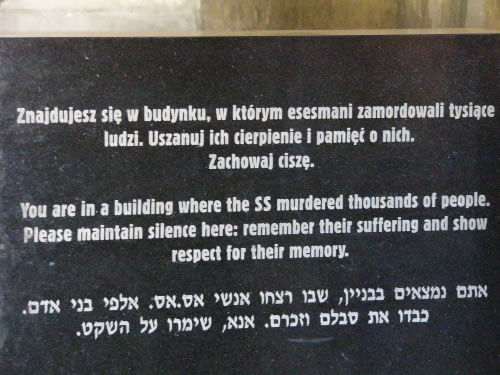 Znajdujesz się w budynku, w którym esesmani zamordowali tysiące
ludzi. Uszanuj ich cierpienie i pamięć o nich.
Zachowaj ciszę.
You are in a building where the SS murdered thousands of people.
Please maintain silence here: remember their suffering and show
respect for their memory.
אתם נמצאים בבניין, שבו רצחו אנשי אס.אס. אלפי בני אדם.
כבדו את סבלם וזכרם. אנא, שימרו על השקט.